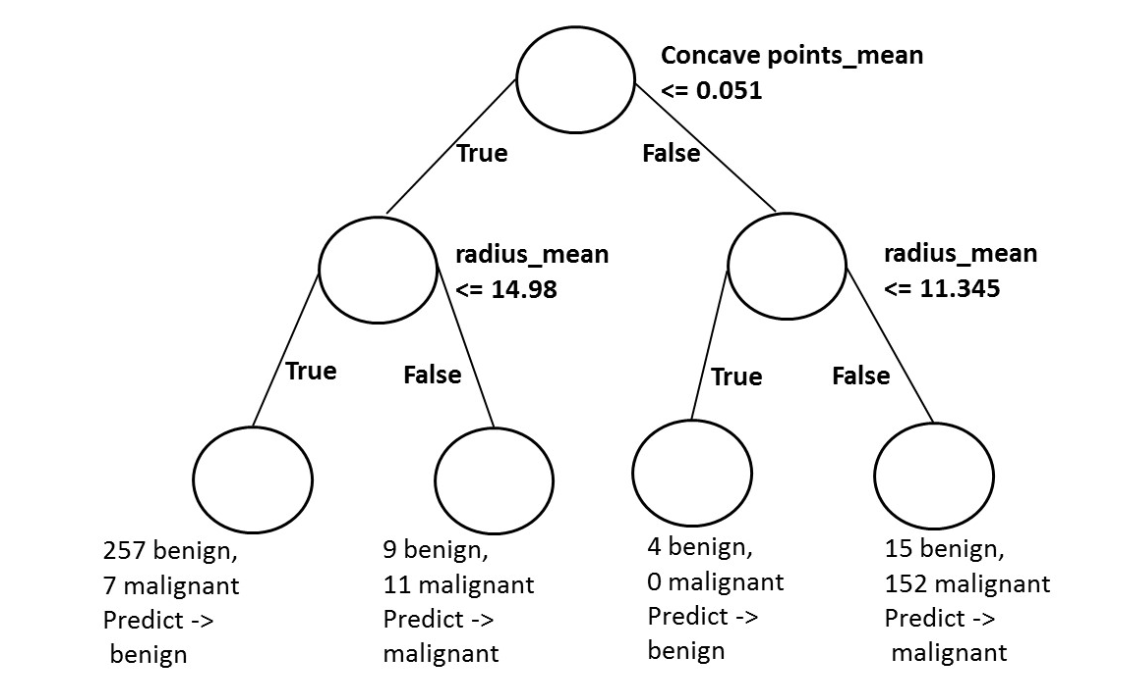 Concave points_mean
<= 0.051
True
False
radius_mean
<= 14.98
radius_mean
<= 11.345
True
False
True
False
257 benign,
7 malignant
Predict ->
benign
9 benign,
11 malignant
Predict ->
malignant
4 benign,
0 malignant
Predict ->
benign
15 benign,
152 malignant
Predict ->
malignant